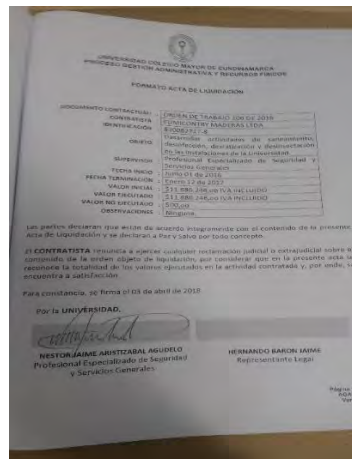 UNIVERSIDAD COLEGIO MAYOR DE CUNDINAMARCA
PROCESO GESTIÓN ADMINISTRATIVA Y RECURSOS FÍSICOS
FORMATO ACTA DE LIQUIDACIÓN
DOCUMENTO CONTRACTUAL : ORDEN DE TRABAJO DE 2016
CONTRATISTA : FUMICONTRY MADERAS LTDA
IDENTIFICACIÓN :
OBJETO : Desarrollar actividades de saneamiento, desinfección, desratización y desinsectación en las instalaciones de la Universidad
SUPERVISOR : Profesional Especializado de Seguridad y Servicios Generales
FECHA INICIO : Junio 01 de 2016
FECHA TERMINACIÓN : Enero 12 de 2017
VALOR INICIAL : IVA INCLUIDO
VALOR EJECUTADO : IVA INCLUIDO
VALOR NO EJECUTADO : $00,oo
OBSERVACIONES : Ninguna
Las partes declaran que están de acuerdo íntegramente con el contenido de la presente
Acta de Liquidación y se declaran a Paz y Salvo por todo concepto.
El CONTRATISTA renuncia a ejercer cualquier reclamación judicial o extrajudicial sobre
contenido de la orden objeto de liquidación, por considerar que en la presente acta
reconoce la totalidad de los valores ejecutados en la actividad contratada y, por ende,
encuentra a satisfacción.
Para constancia, se firma el 03 de abril de 2018
Por la UNIVERSIDAD,
NESTOR JAIME ARISTIZABAL AGUDELO
Profesional Especializado de Seguridad
y Servicios Generales
HERNANDO BARON JAIME
Representante Legal